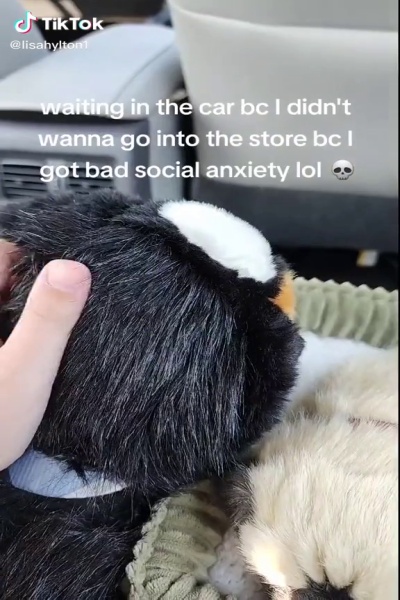 TikTok
@lisahylton1
waiting in the car bc I didn't
wanna go into the store bc I
got bad social anxiety lol 💀